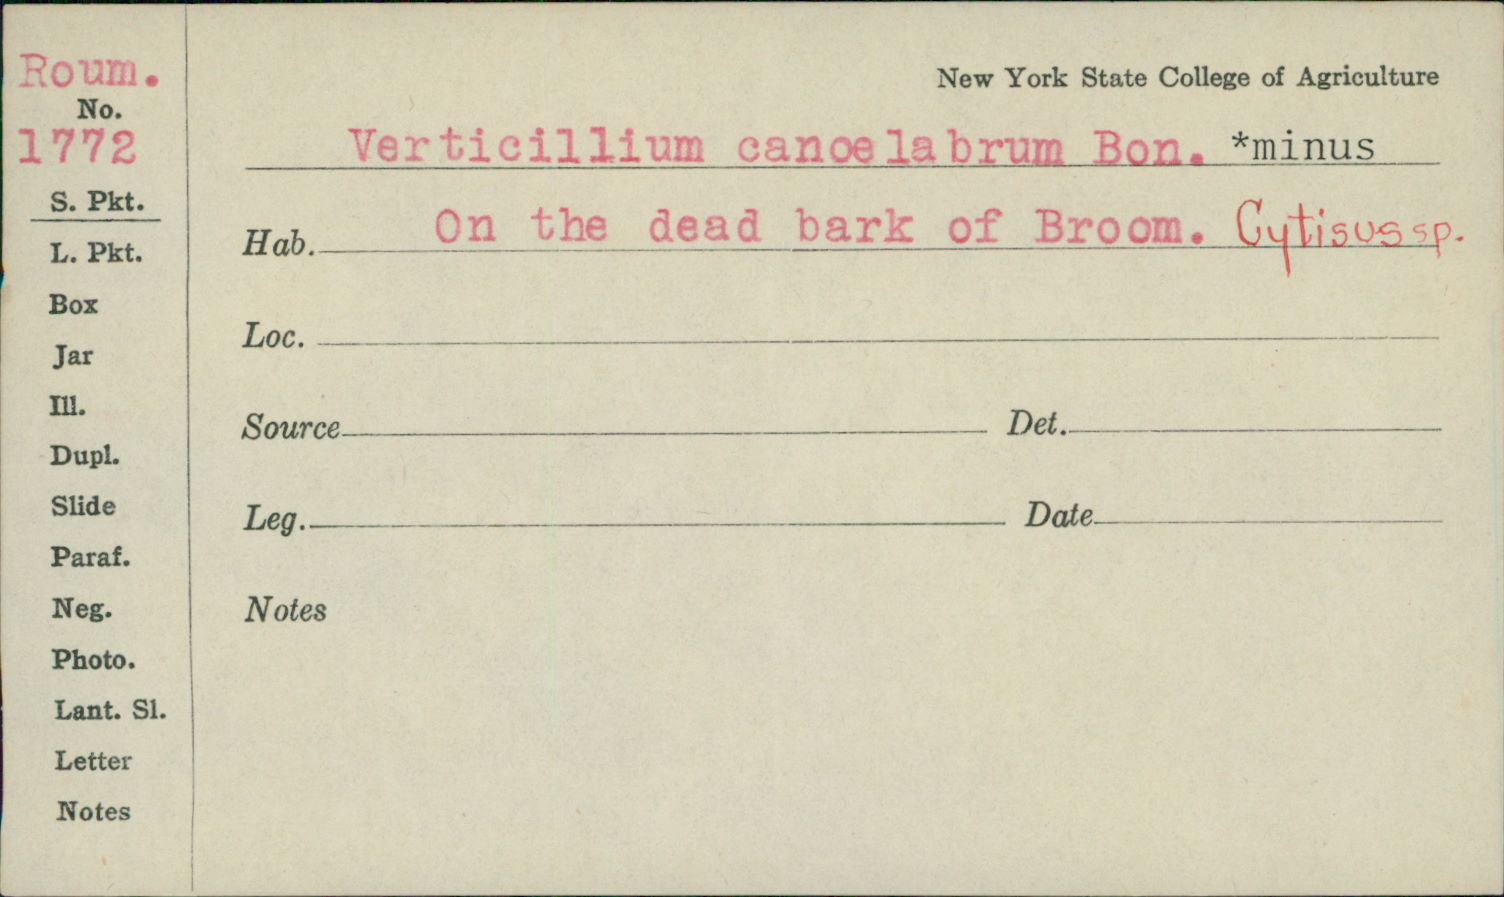 Roum.
No.
1772
S. Pkt.
L. Pkt.
Box
Jar
Ill.
Dupl.
Slide
Paraf.
Neg.
Photo.
Lant. Sl.
Letter
Notes
New York State College of Agriculture
Verticillium canoelabrum Bon. *minus
Hab. On the dead bark of Broom. Cytisus sp.
Loc.
Source Det.
Leg. Date
Notes